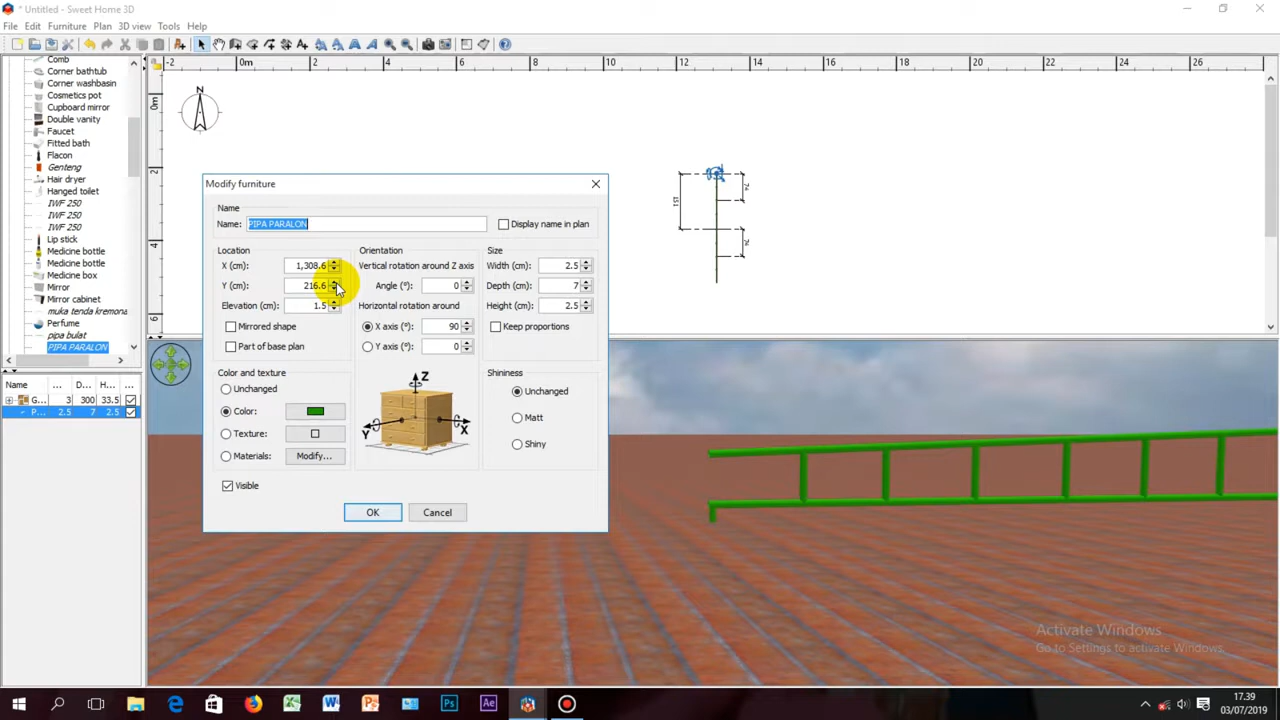 * Untitled - Sweet Home 3D
File Edit Furniture Plan 3D view Tools Help
-2 0m 2 4 6 8 10 12 14 16 18 20 22 24 26
0m
2
4
6
N
151
74
74
Comb
Corner bathtub
Corner washbasin
Cosmetics pot
Cupboard mirror
Double vanity
Faucet
Fitted bath
Flacon
Genteng
Hair dryer
Hanged toilet
IWF 250
IWF 250
IWF 250
Lip stick
Medicine bottle
Medicine bottle
Medicine box
Mirror
Mirror cabinet
muka tenda kremona
Perfume
pipa bulat
PIPA PARALON
Name ... D... H... ...
G... 3 300 33.5
P... 2.5 7 2.5
Modify furniture
Name
Name: PIPA PARALON Display name in plan
Location
X (cm): 1,308.6
Y (cm): 216.6
Elevation (cm): 1.5
Mirrored shape
Part of base plan
Orientation
Vertical rotation around Z axis
Angle (°): 0
Horizontal rotation around
X axis (°): 90
Y axis (°): 0
Z
Y
X
Size
Width (cm): 2.5
Depth (cm): 7
Height (cm): 2.5
Keep proportions
Color and texture
Unchanged
Color:
Texture:
Materials: Modify...
Shininess
Unchanged
Matt
Shiny
Visible
OK Cancel
Activate Windows
Go to Settings to activate Windows.
17.39
03/07/2019